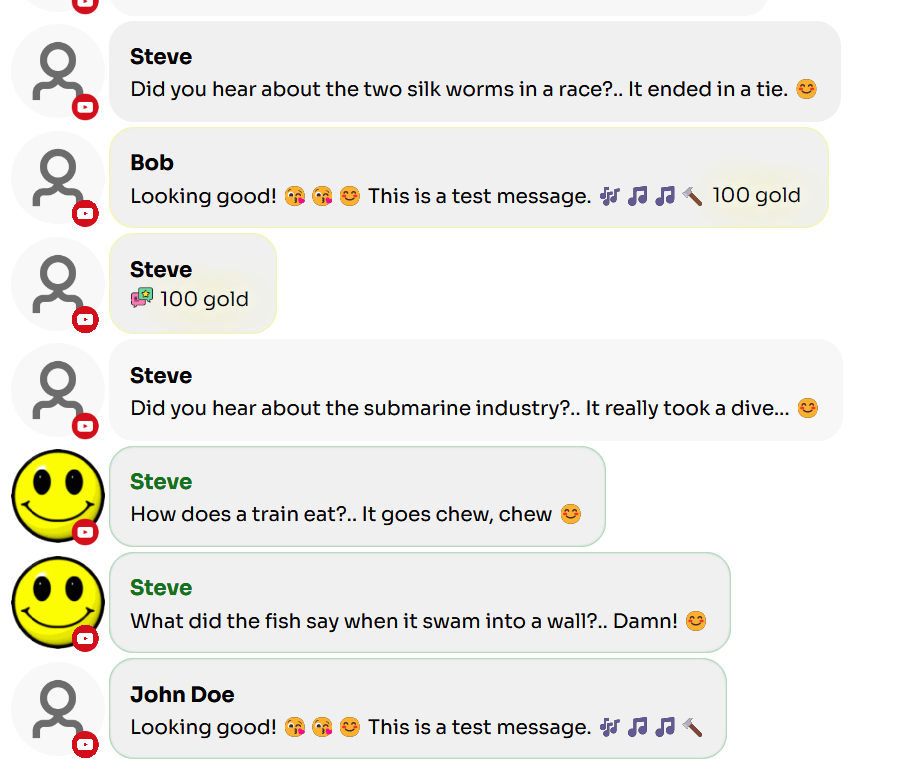 Steve
Did you hear about the two silk worms in a race?.. It ended in a tie. 😊
Bob
Looking good! 😘 😘 😊 This is a test message. 🎶 🎵 🎵 🔨 100 gold
Steve
100 gold
Steve
Did you hear about the submarine industry?.. It really took a dive... 😊
Steve
How does a train eat?.. It goes chew, chew 😊
Steve
What did the fish say when it swam into a wall?.. Damn! 😊
John Doe
Looking good! 😘 😘 😊 This is a test message. 🎶 🎵 🎵 🔨